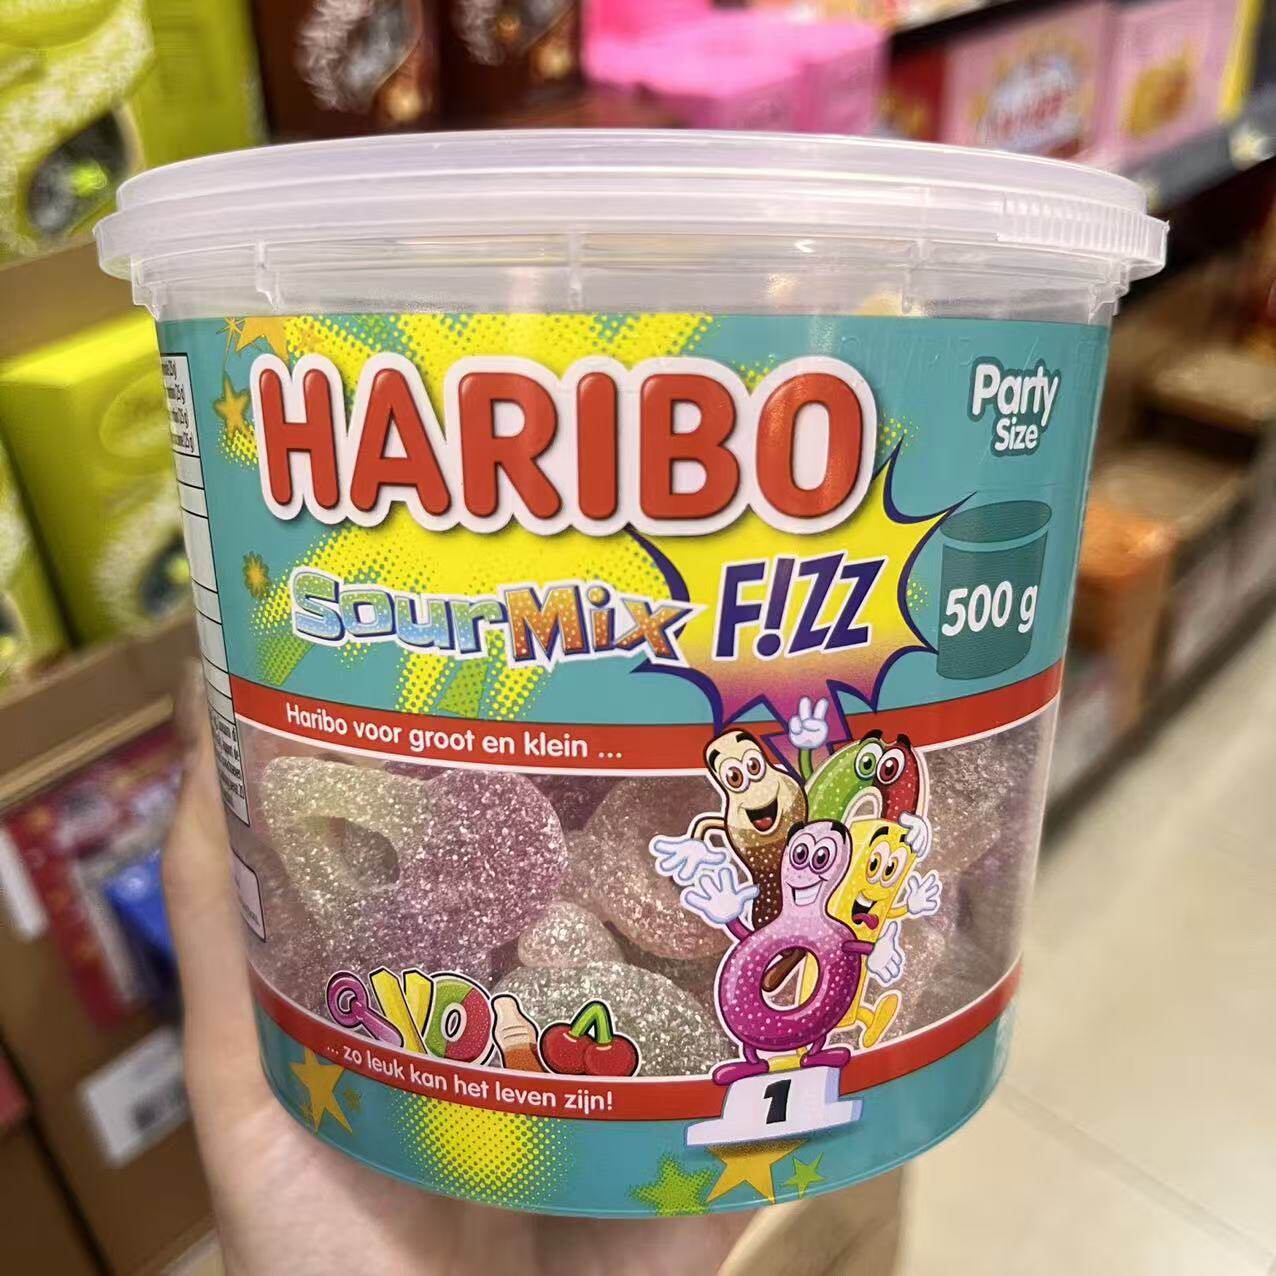 HARIBO
Party
Size
SourMix F!ZZ
500 g
Haribo voor groot en klein ...
... zo leuk kan het leven zijn!
1